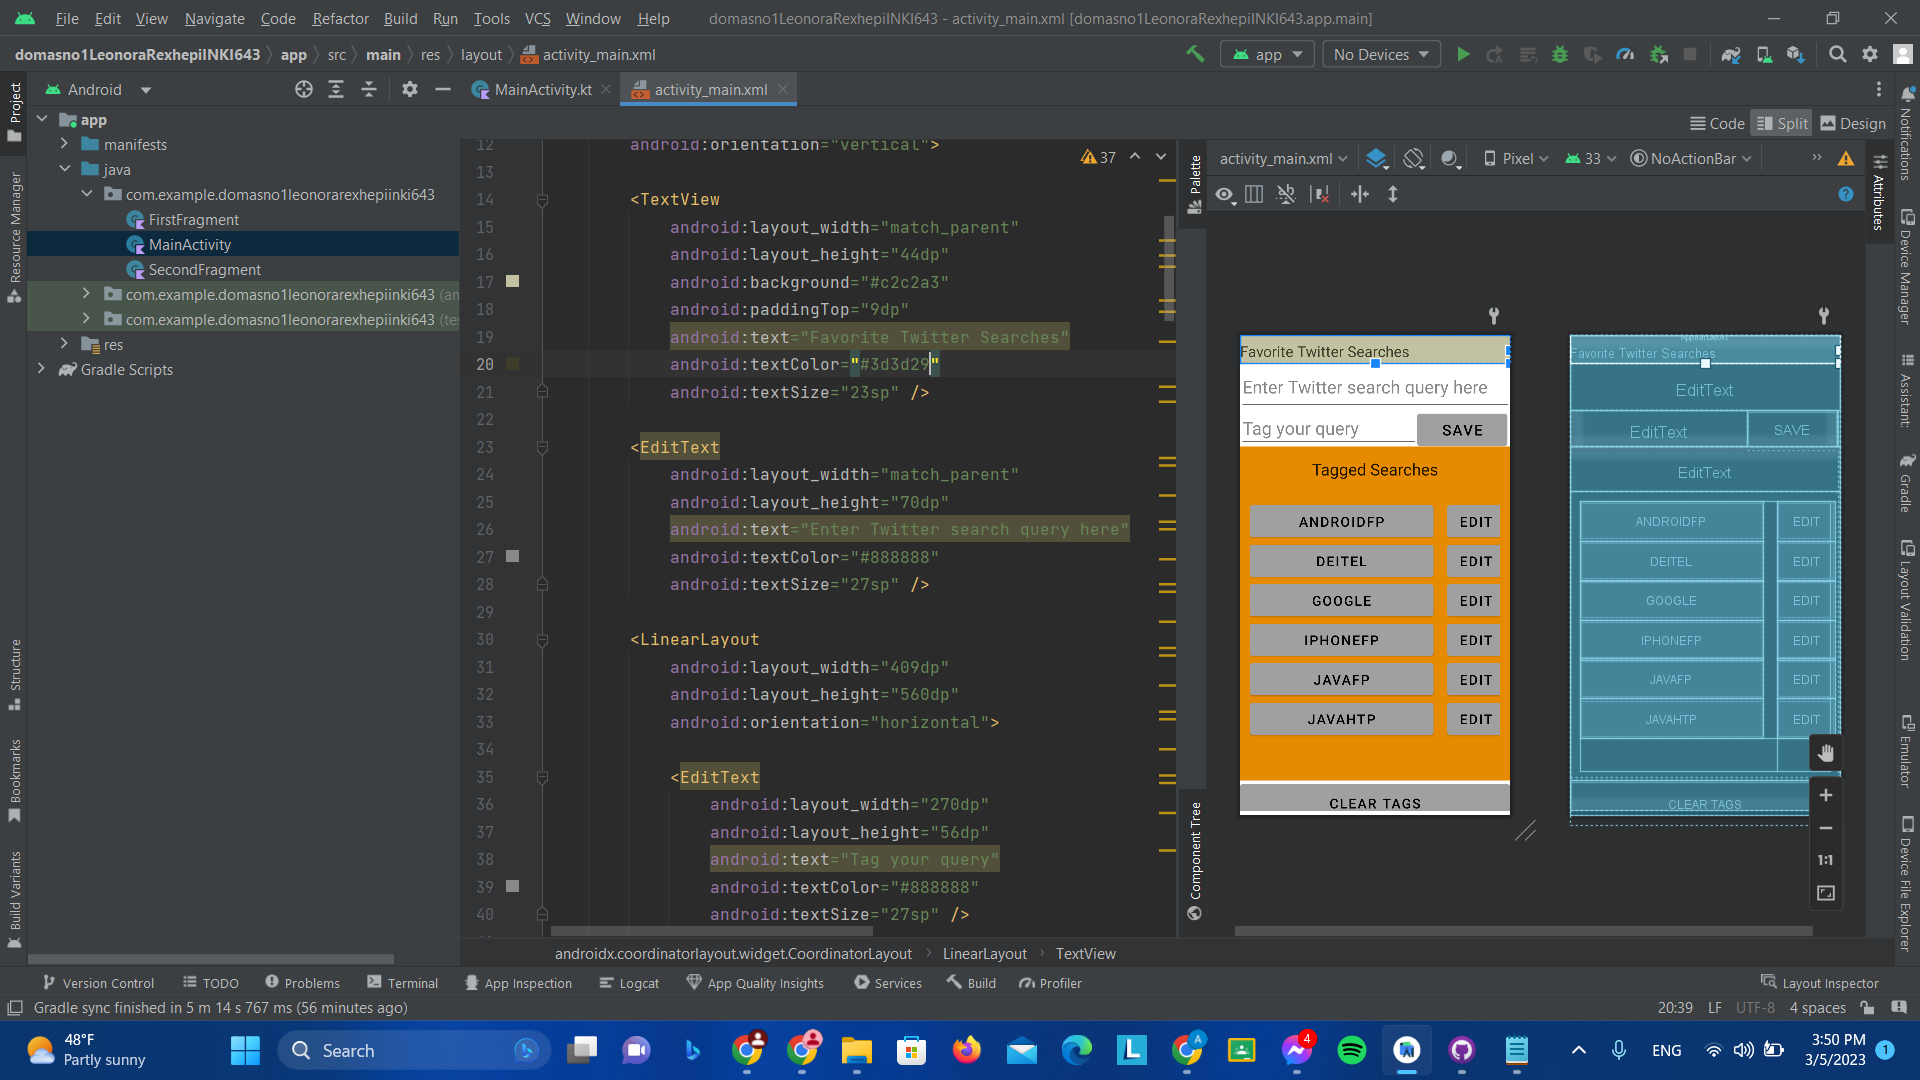 File Edit View Navigate Code Refactor Build Run Tools VCS Window Help domasno1LeonoraRexhepiINKI643 - activity_main.xml [domasno1LeonoraRexhepiINKI643.app.main]
domasno1LeonoraRexhepiINKI643 app src main res layout activity_main.xml app No Devices
Project
Android
MainActivity.kt activity_main.xml
Notifications
Code Split Design
app
manifests
java
com.example.domasno1leonorarexhepiinki643
FirstFragment
MainActivity
SecondFragment
com.example.domasno1leonorarexhepiinki643 (an
com.example.domasno1leonorarexhepiinki643 (te
res
Gradle Scripts
Resource Manager
Structure
Bookmarks
Build Variants
37
12 android:orientation="vertical">
13
14 <TextView
15 android:layout_width="match_parent"
16 android:layout_height="44dp"
17 android:background="#c2c2a3"
18 android:paddingTop="9dp"
19 android:text="Favorite Twitter Searches"
20 android:textColor="#3d3d29"
21 android:textSize="23sp" />
22
23 <EditText
24 android:layout_width="match_parent"
25 android:layout_height="70dp"
26 android:text="Enter Twitter search query here"
27 android:textColor="#888888"
28 android:textSize="27sp" />
29
30 <LinearLayout
31 android:layout_width="409dp"
32 android:layout_height="560dp"
33 android:orientation="horizontal">
34
35 <EditText
36 android:layout_width="270dp"
37 android:layout_height="56dp"
38 android:text="Tag your query"
39 android:textColor="#888888"
40 android:textSize="27sp" />
Palette
Component Tree
activity_main.xml Pixel 33 NoActionBar
Attributes
Favorite Twitter Searches
Enter Twitter search query here
Tag your query SAVE
Tagged Searches
ANDROIDFP EDIT
DEITEL EDIT
GOOGLE EDIT
IPHONEFP EDIT
JAVAFP EDIT
JAVAHTP EDIT
CLEAR TAGS
Favorite Twitter Searches
EditText
EditText SAVE
EditText
ANDROIDFP EDIT
DEITEL EDIT
GOOGLE EDIT
IPHONEFP EDIT
JAVAFP EDIT
JAVAHTP EDIT
CLEAR TAGS
1:1
Device Manager
Assistant:
Gradle
Layout Validation
Emulator
Device File Explorer
androidx.coordinatorlayout.widget.CoordinatorLayout LinearLayout TextView
Version Control TODO Problems Terminal App Inspection Logcat App Quality Insights Services Build Profiler Layout Inspector
Gradle sync finished in 5 m 14 s 767 ms (56 minutes ago) 20:39 LF UTF-8 4 spaces
48°F
Partly sunny
Search
4
ENG
3:50 PM
3/5/2023
1